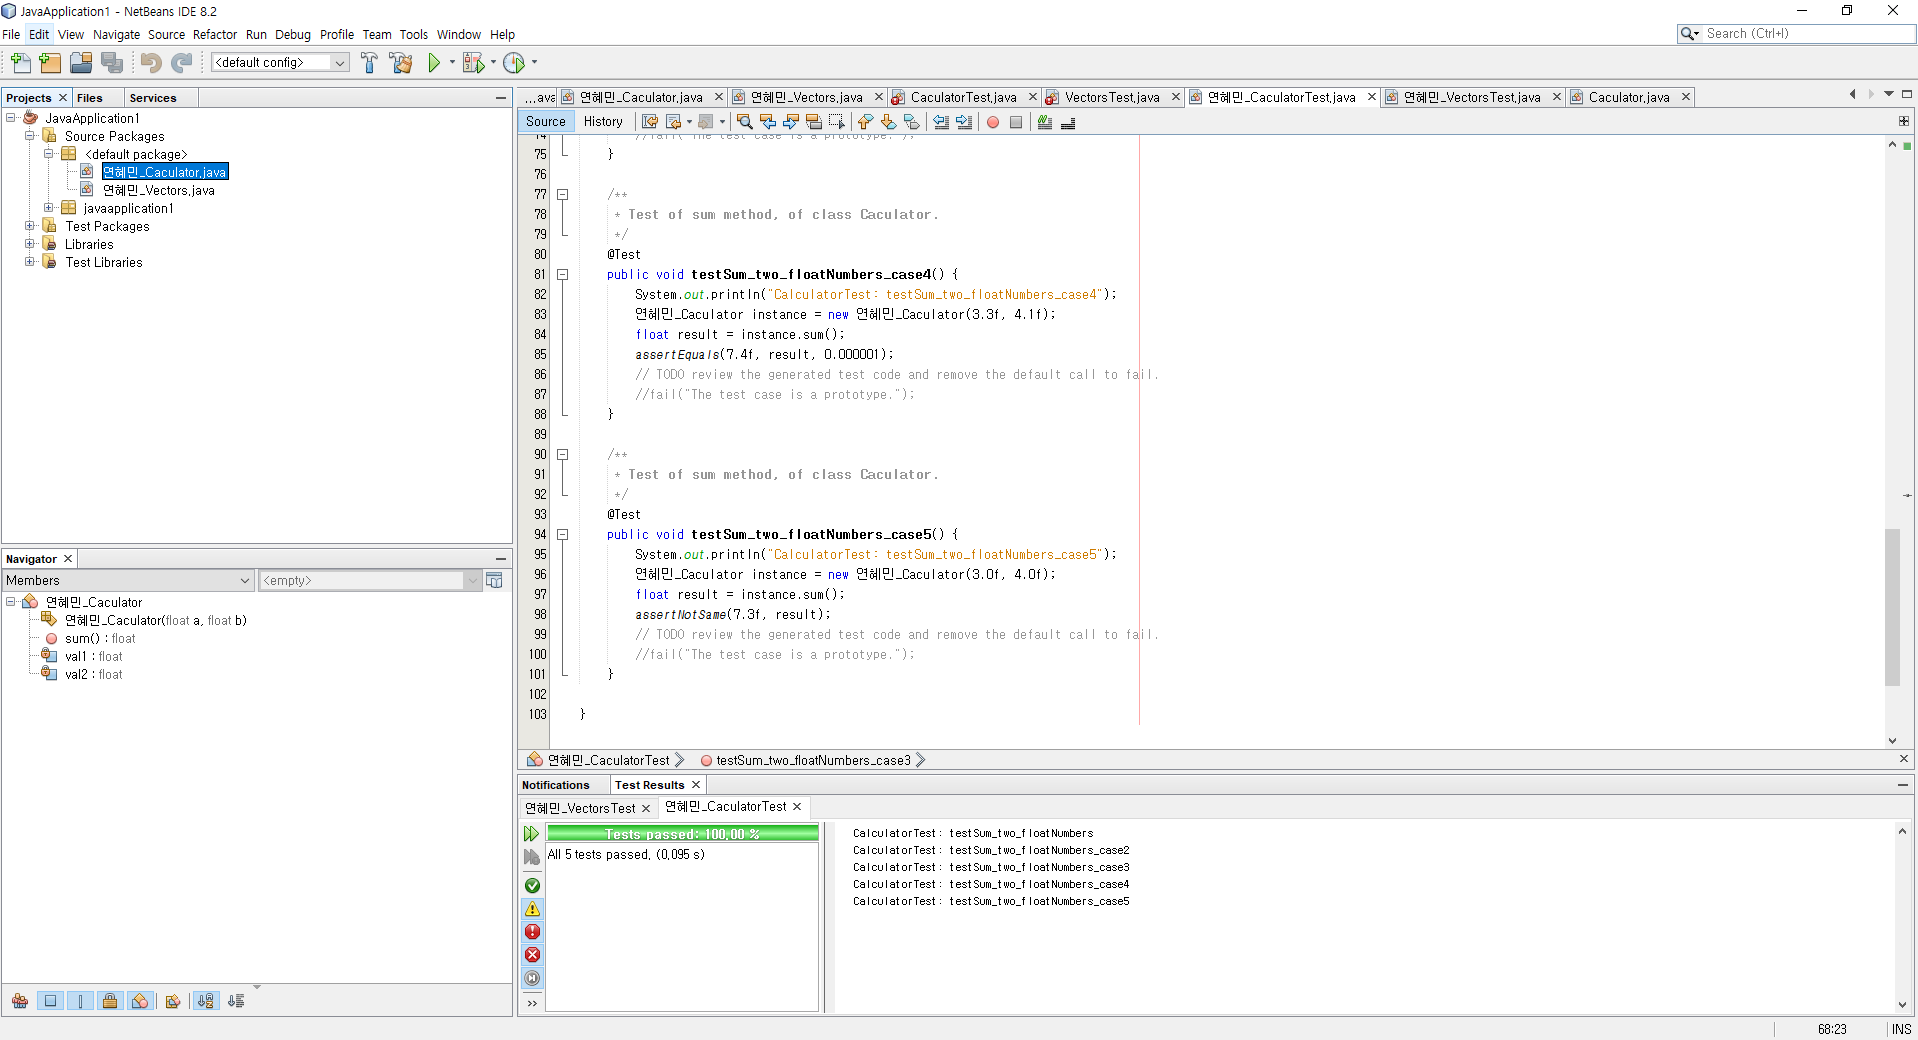 JavaApplication1 - NetBeans IDE 8.2
File Edit View Navigate Source Refactor Run Debug Profile Team Tools Window Help
Search (Ctrl+I)
<default config>
Projects Files Services
JavaApplication1
Source Packages
<default package>
연혜민_Caculator.java
연혜민_Vectors.java
javaapplication1
Test Packages
Libraries
Test Libraries
Navigator
Members <empty>
연혜민_Caculator
연혜민_Caculator(float a, float b)
sum() : float
val1 : float
val2 : float
...ava 연혜민_Caculator.java 연혜민_Vectors.java CaculatorTest.java VectorsTest.java 연혜민_CaculatorTest.java 연혜민_VectorsTest.java Caculator.java
Source History
74 //fail("The test case is a prototype.");
75 }
76
77 /**
78 * Test of sum method, of class Caculator.
79 */
80 @Test
81 public void testSum_two_floatNumbers_case4() {
82 System.out.println("CalculatorTest: testSum_two_floatNumbers_case4");
83 연혜민_Caculator instance = new 연혜민_Caculator(3.3f, 4.1f);
84 float result = instance.sum();
85 assertEquals(7.4f, result, 0.000001);
86 // TODO review the generated test code and remove the default call to fail.
87 //fail("The test case is a prototype.");
88 }
89
90 /**
91 * Test of sum method, of class Caculator.
92 */
93 @Test
94 public void testSum_two_floatNumbers_case5() {
95 System.out.println("CalculatorTest: testSum_two_floatNumbers_case5");
96 연혜민_Caculator instance = new 연혜민_Caculator(3.0f, 4.0f);
97 float result = instance.sum();
98 assertNotSame(7.3f, result);
99 // TODO review the generated test code and remove the default call to fail.
100 //fail("The test case is a prototype.");
101 }
102
103 }
연혜민_CaculatorTest testSum_two_floatNumbers_case3
Notifications Test Results
연혜민_VectorsTest 연혜민_CaculatorTest
Tests passed: 100.00 %
All 5 tests passed. (0.095 s)
CalculatorTest: testSum_two_floatNumbers
CalculatorTest: testSum_two_floatNumbers_case2
CalculatorTest: testSum_two_floatNumbers_case3
CalculatorTest: testSum_two_floatNumbers_case4
CalculatorTest: testSum_two_floatNumbers_case5
68:23 INS